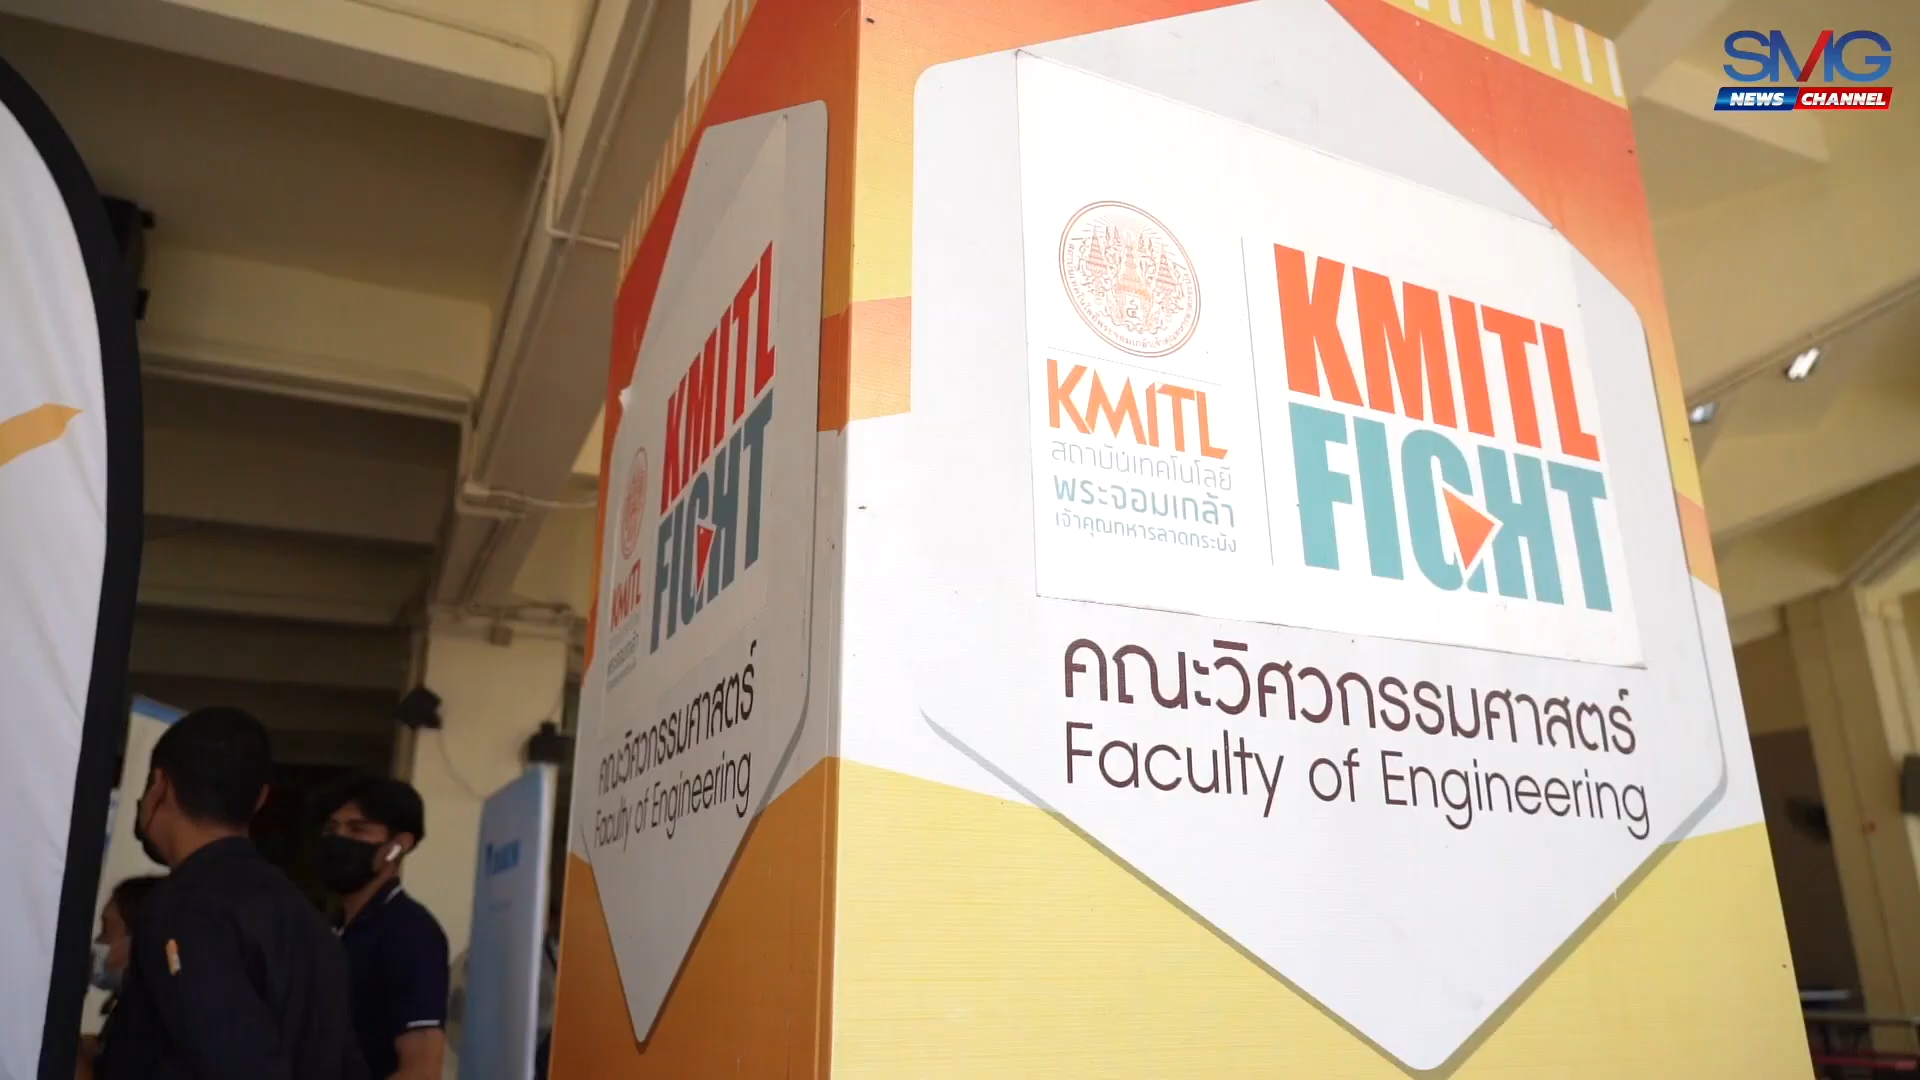 SMG
NEWS CHANNEL
KMITL
สถาบันเทคโนโลยี
พระจอมเกล้า
เจ้าคุณทหารลาดกระบัง
KMITL
FIGHT
คณะวิศวกรรมศาสตร์
Faculty of Engineering
KMITL
FIGHT
KMITL
คณะวิศวกรรมศาสตร์
Faculty of Engineering
DAIKIN